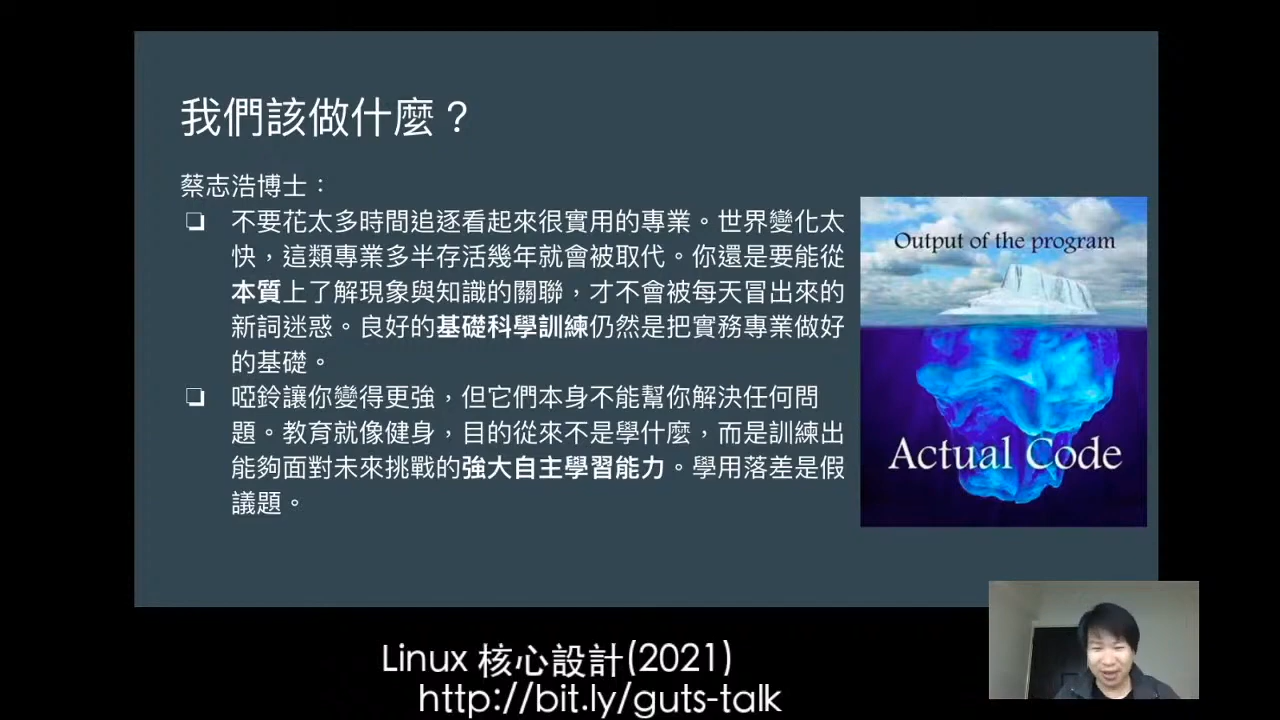 我們該做什麼？
蔡志浩博士：
不要花太多時間追逐看起來很實用的專業。世界變化太
快，這類專業多半存活幾年就會被取代。你還是要能從
本質上了解現象與知識的關聯，才不會被每天冒出來的
新詞迷惑。良好的基礎科學訓練仍然是把實務專業做好
的基礎。
啞鈴讓你變得更強，但它們本身不能幫你解決任何問
題。教育就像健身，目的從來不是學什麼，而是訓練出
能夠面對未來挑戰的強大自主學習能力。學用落差是假
議題。
Output of the program
Actual Code
Linux 核心設計(2021)
http://bit.ly/guts-talk